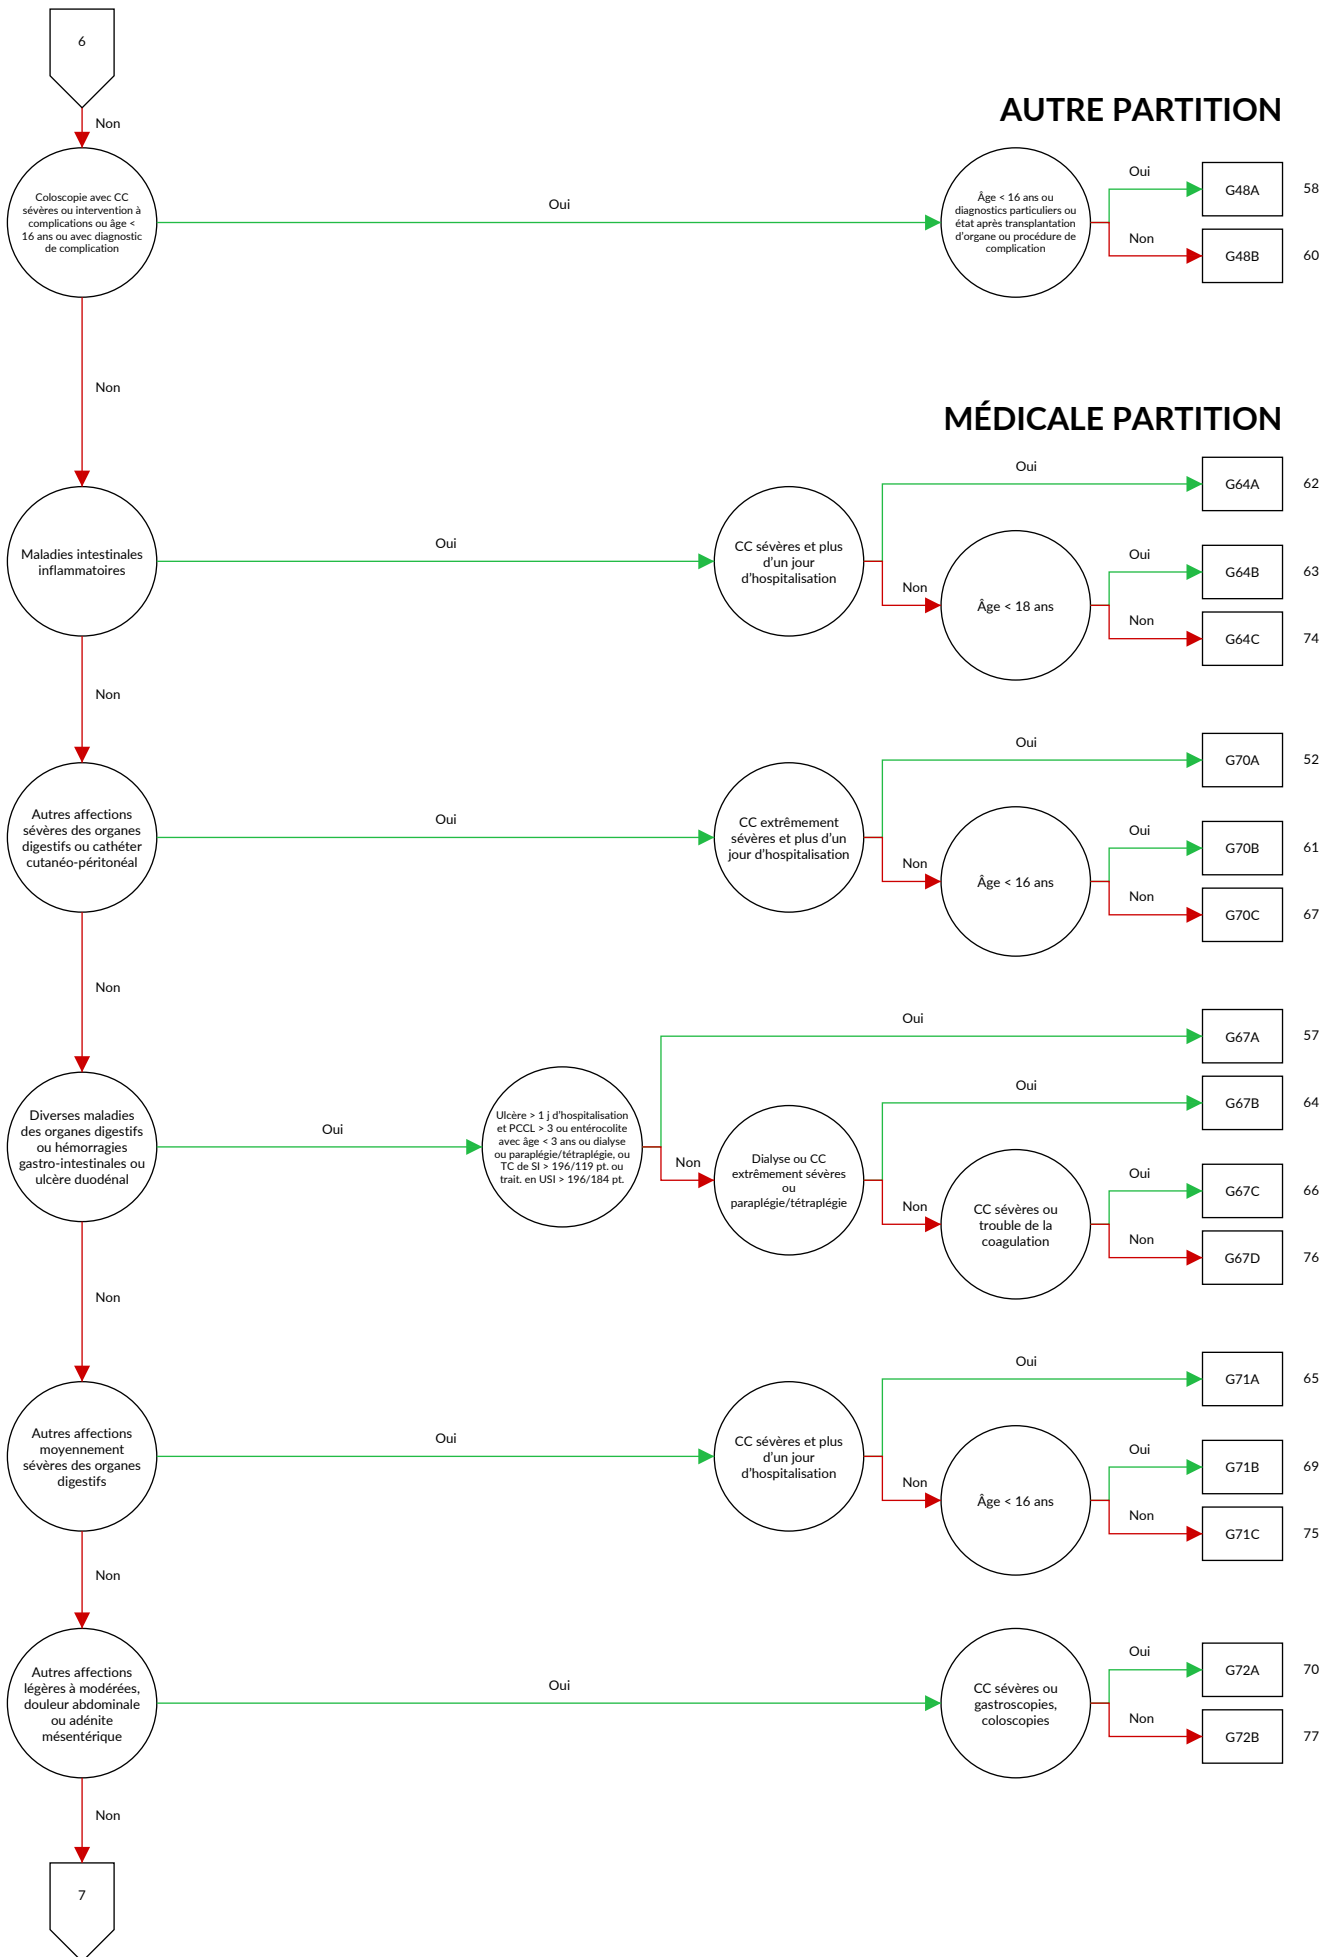 6
Non
AUTRE PARTITION
Coloscopie avec CC
sévères ou intervention à
complications ou âge <
16 ans ou avec diagnostic
de complication
Oui
Âge < 16 ans ou
diagnostics particuliers ou
état après transplantation
d'organe ou procédure de
complication
Oui
G48A
58
Non
G48B
60
Non
MÉDICALE PARTITION
Maladies intestinales
inflammatoires
Oui
CC sévères et plus
d'un jour
d'hospitalisation
Oui
G64A
62
Non
Âge < 18 ans
Oui
G64B
63
Non
G64C
74
Non
Autres affections
sévères des organes
digestifs ou cathéter
cutanéo-péritonéal
Oui
CC extrêmement
sévères et plus d'un
jour d'hospitalisation
Oui
G70A
52
Non
Âge < 16 ans
Oui
G70B
61
Non
G70C
67
Non
Diverses maladies
des organes digestifs
ou hémorragies
gastro-intestinales ou
ulcère duodénal
Oui
Ulcère > 1 j d'hospitalisation
et PCCL > 3 ou entérocolite
avec âge < 3 ans ou dialyse
ou paraplégie/tétraplégie, ou
TC de SI > 196/119 pt. ou
trait. en USI > 196/184 pt.
Oui
G67A
57
Non
Dialyse ou CC
extrêmement sévères
ou
paraplégie/tétraplégie
Oui
G67B
64
Non
CC sévères ou
trouble de la
coagulation
Oui
G67C
66
Non
G67D
76
Non
Autres affections
moyennement
sévères des organes
digestifs
Oui
CC sévères et plus
d'un jour
d'hospitalisation
Oui
G71A
65
Non
Âge < 16 ans
Oui
G71B
69
Non
G71C
75
Non
Autres affections
légères à modérées,
douleur abdominale
ou adénite
mésentérique
Oui
CC sévères ou
gastroscopies,
coloscopies
Oui
G72A
70
Non
G72B
77
Non
7